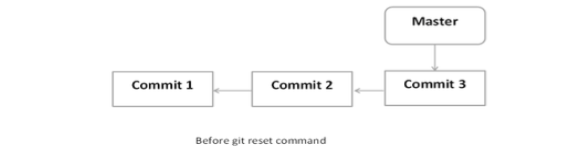 Master
Commit 1
Commit 2
Commit 3
Before git reset command